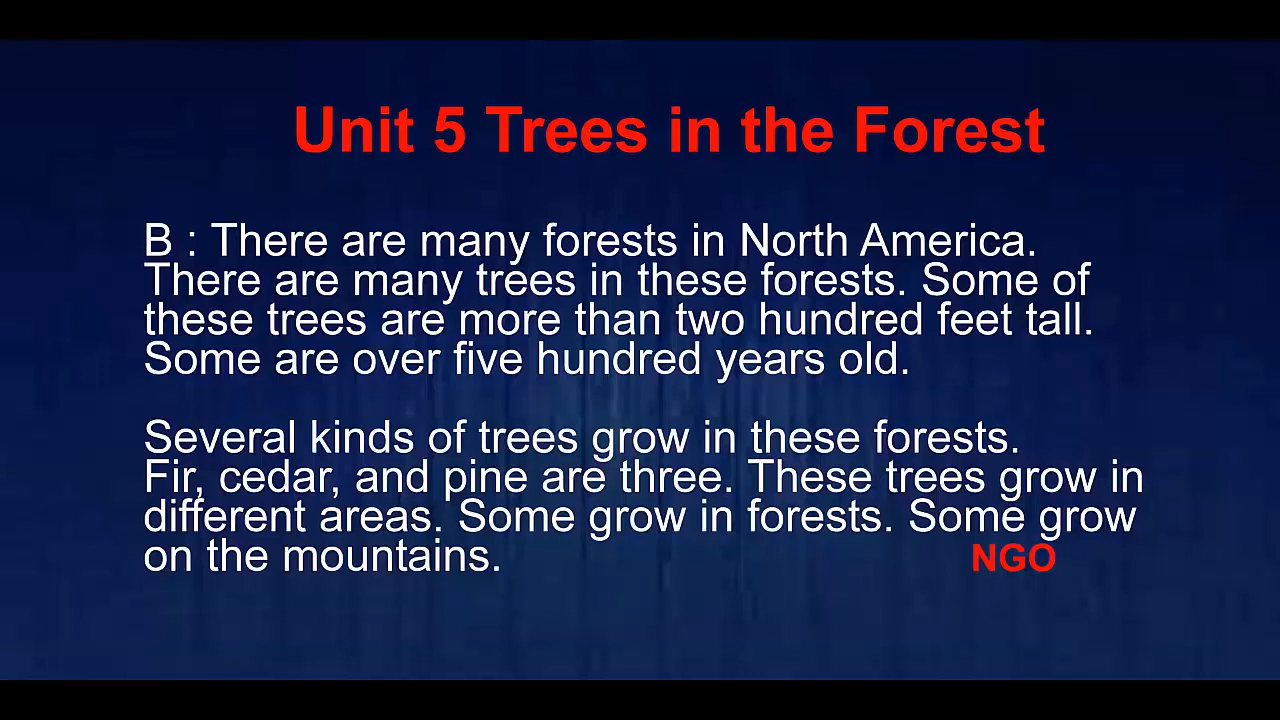 Unit 5 Trees in the Forest
B : There are many forests in North America.
There are many trees in these forests. Some of
these trees are more than two hundred feet tall.
Some are over five hundred years old.
Several kinds of trees grow in these forests.
Fir, cedar, and pine are three. These trees grow in
different areas. Some grow in forests. Some grow
on the mountains.
NGO